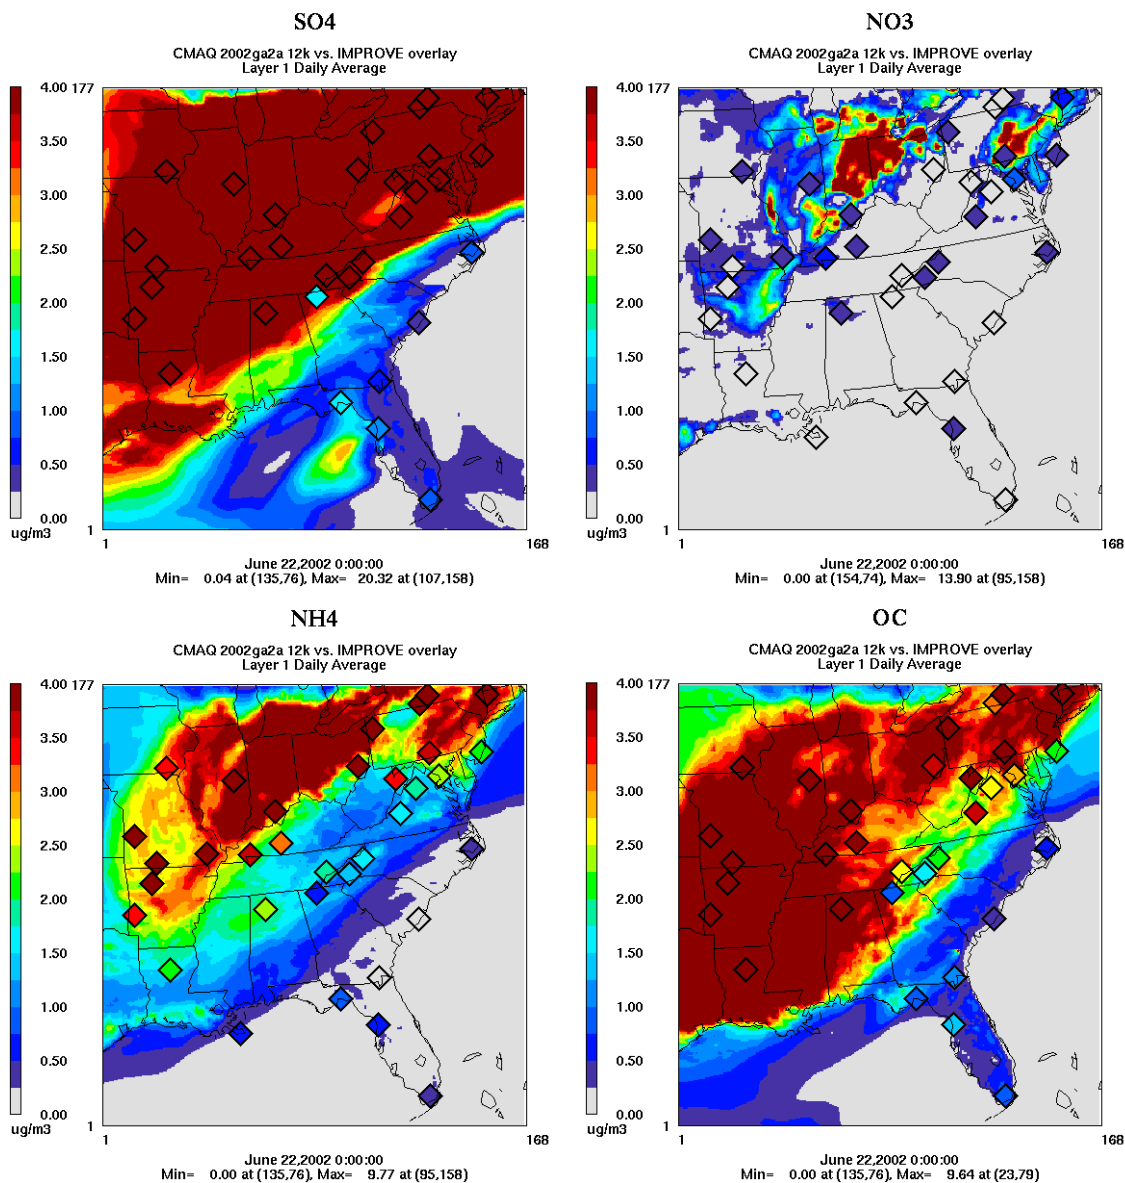 SO4
CMAQ 2002ga2a 12k vs. IMPROVE overlay
Layer 1 Daily Average
4.00 177
3.50
3.00
2.50
2.00
1.50
1.00
0.50
0.00
ug/m3
1
1 168
June 22,2002 0:00:00
Min= 0.04 at (135,76), Max= 20.32 at (107,158)
NO3
CMAQ 2002ga2a 12k vs. IMPROVE overlay
Layer 1 Daily Average
4.00 177
3.50
3.00
2.50
2.00
1.50
1.00
0.50
0.00
ug/m3
1
1 168
June 22,2002 0:00:00
Min= 0.00 at (154,74), Max= 13.90 at (95,158)
NH4
CMAQ 2002ga2a 12k vs. IMPROVE overlay
Layer 1 Daily Average
4.00 177
3.50
3.00
2.50
2.00
1.50
1.00
0.50
0.00
ug/m3
1
1 168
June 22,2002 0:00:00
Min= 0.00 at (135,76), Max= 9.77 at (95,158)
OC
CMAQ 2002ga2a 12k vs. IMPROVE overlay
Layer 1 Daily Average
4.00 177
3.50
3.00
2.50
2.00
1.50
1.00
0.50
0.00
ug/m3
1
1 168
June 22,2002 0:00:00
Min= 0.00 at (135,76), Max= 9.64 at (23,79)